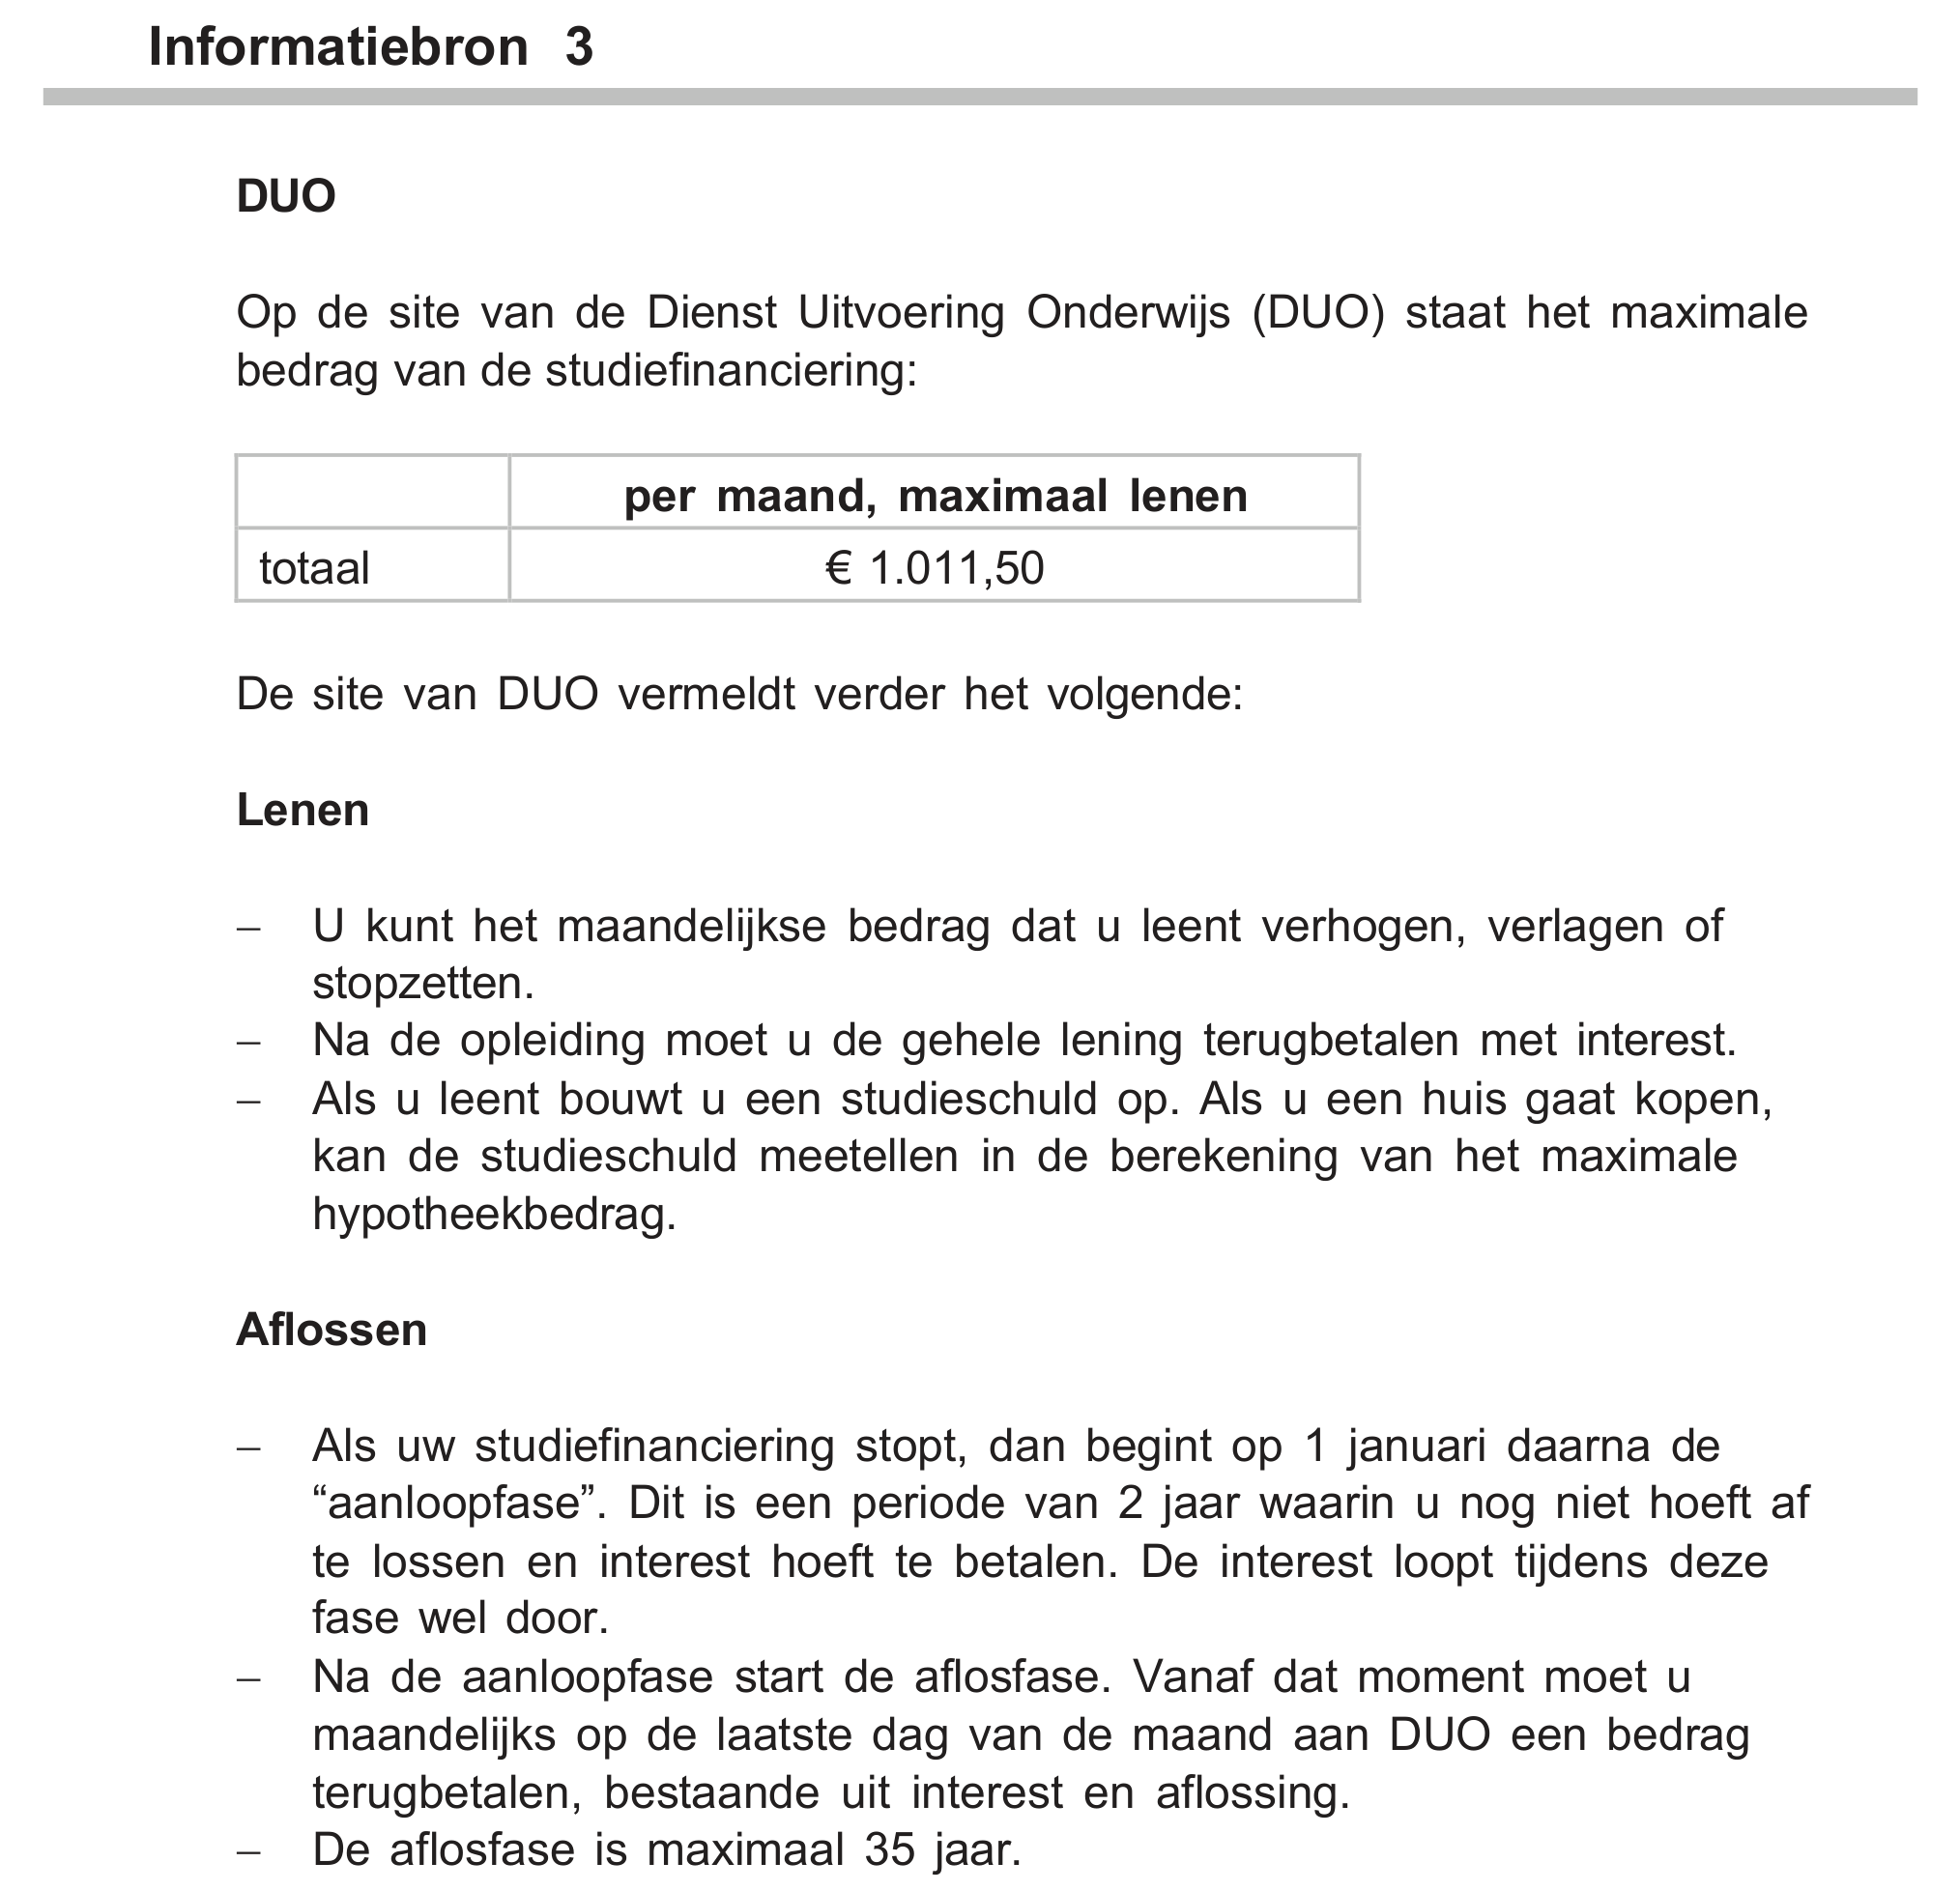 Informatiebron 3
DUO
Op de site van de Dienst Uitvoering Onderwijs (DUO) staat het maximale
bedrag van de studiefinanciering:
per maand, maximaal lenen
totaal € 1.011,50
De site van DUO vermeldt verder het volgende:
Lenen
– U kunt het maandelijkse bedrag dat u leent verhogen, verlagen of
stopzetten.
– Na de opleiding moet u de gehele lening terugbetalen met interest.
– Als u leent bouwt u een studieschuld op. Als u een huis gaat kopen,
kan de studieschuld meetellen in de berekening van het maximale
hypotheekbedrag.
Aflossen
– Als uw studiefinanciering stopt, dan begint op 1 januari daarna de
“aanloopfase”. Dit is een periode van 2 jaar waarin u nog niet hoeft af
te lossen en interest hoeft te betalen. De interest loopt tijdens deze
fase wel door.
– Na de aanloopfase start de aflosfase. Vanaf dat moment moet u
maandelijks op de laatste dag van de maand aan DUO een bedrag
terugbetalen, bestaande uit interest en aflossing.
– De aflosfase is maximaal 35 jaar.